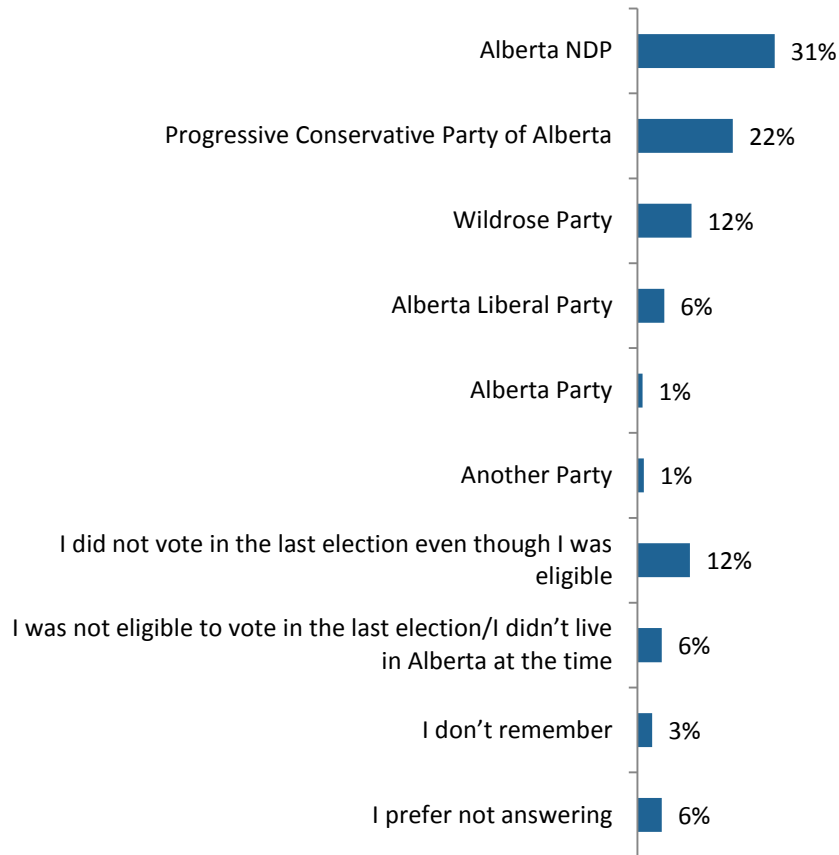 Alberta NDP 31%
Progressive Conservative Party of Alberta 22%
Wildrose Party 12%
Alberta Liberal Party 6%
Alberta Party 1%
Another Party 1%
I did not vote in the last election even though I was
eligible 12%
I was not eligible to vote in the last election/I didn’t live
in Alberta at the time 6%
I don’t remember 3%
I prefer not answering 6%